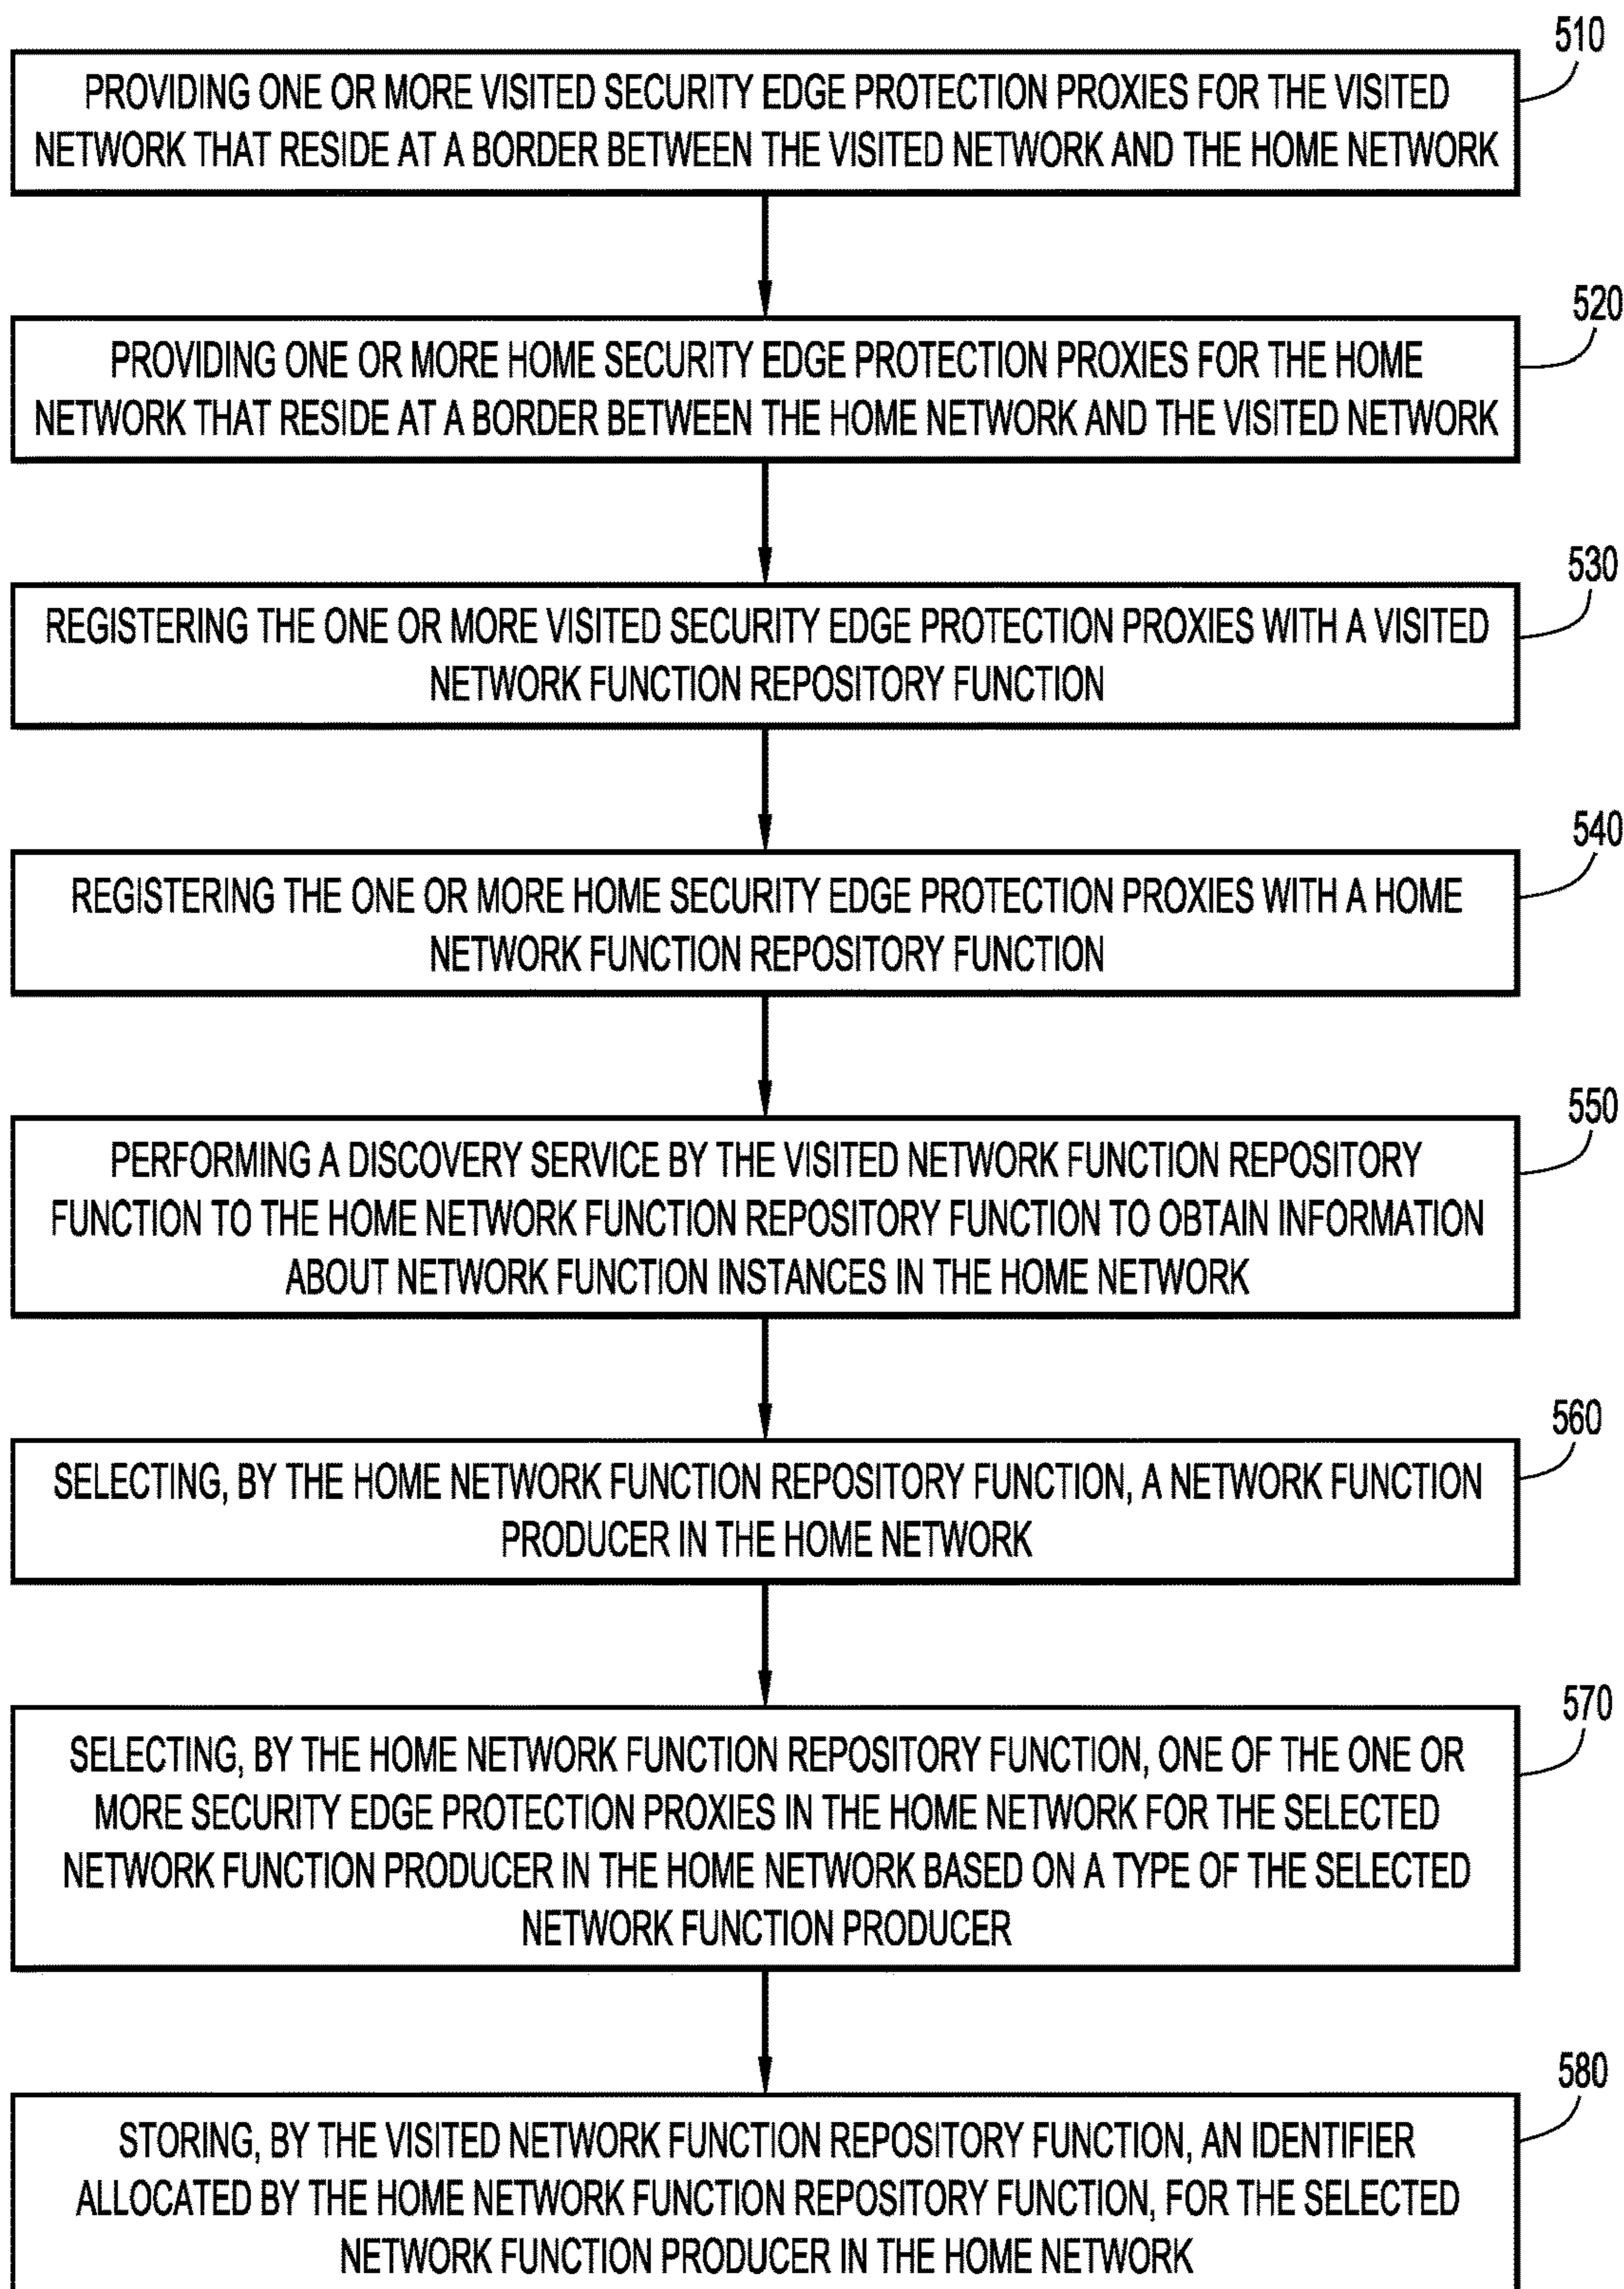 510
PROVIDING ONE OR MORE VISITED SECURITY EDGE PROTECTION PROXIES FOR THE VISITED
NETWORK THAT RESIDE AT A BORDER BETWEEN THE VISITED NETWORK AND THE HOME NETWORK
520
PROVIDING ONE OR MORE HOME SECURITY EDGE PROTECTION PROXIES FOR THE HOME
NETWORK THAT RESIDE AT A BORDER BETWEEN THE HOME NETWORK AND THE VISITED NETWORK
530
REGISTERING THE ONE OR MORE VISITED SECURITY EDGE PROTECTION PROXIES WITH A VISITED
NETWORK FUNCTION REPOSITORY FUNCTION
540
REGISTERING THE ONE OR MORE HOME SECURITY EDGE PROTECTION PROXIES WITH A HOME
NETWORK FUNCTION REPOSITORY FUNCTION
550
PERFORMING A DISCOVERY SERVICE BY THE VISITED NETWORK FUNCTION REPOSITORY
FUNCTION TO THE HOME NETWORK FUNCTION REPOSITORY FUNCTION TO OBTAIN INFORMATION
ABOUT NETWORK FUNCTION INSTANCES IN THE HOME NETWORK
560
SELECTING, BY THE HOME NETWORK FUNCTION REPOSITORY FUNCTION, A NETWORK FUNCTION
PRODUCER IN THE HOME NETWORK
570
SELECTING, BY THE HOME NETWORK FUNCTION REPOSITORY FUNCTION, ONE OF THE ONE OR
MORE SECURITY EDGE PROTECTION PROXIES IN THE HOME NETWORK FOR THE SELECTED
NETWORK FUNCTION PRODUCER IN THE HOME NETWORK BASED ON A TYPE OF THE SELECTED
NETWORK FUNCTION PRODUCER
580
STORING, BY THE VISITED NETWORK FUNCTION REPOSITORY FUNCTION, AN IDENTIFIER
ALLOCATED BY THE HOME NETWORK FUNCTION REPOSITORY FUNCTION, FOR THE SELECTED
NETWORK FUNCTION PRODUCER IN THE HOME NETWORK